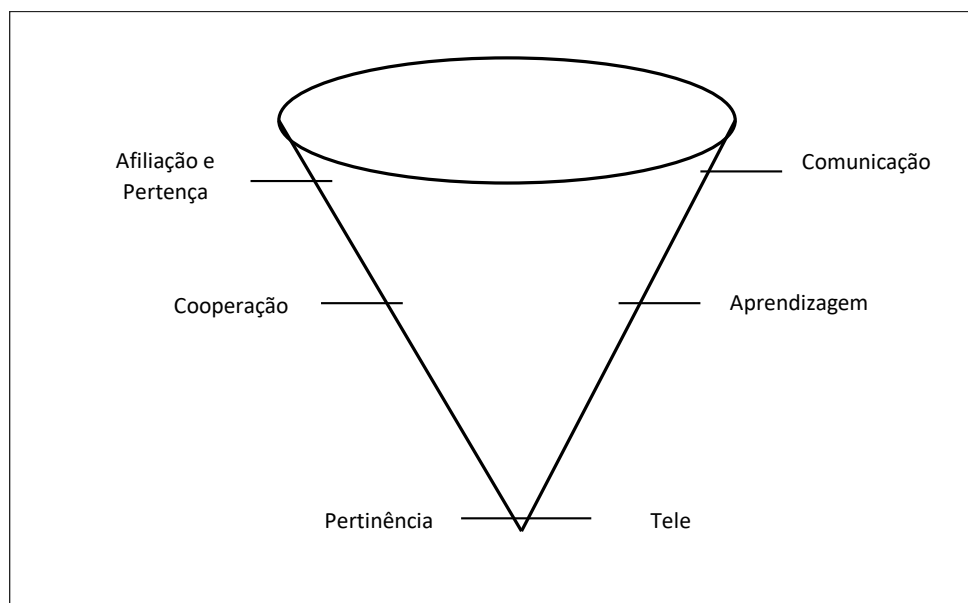 Afiliação e
Pertença
Comunicação
Cooperação
Aprendizagem
Pertinência
Tele